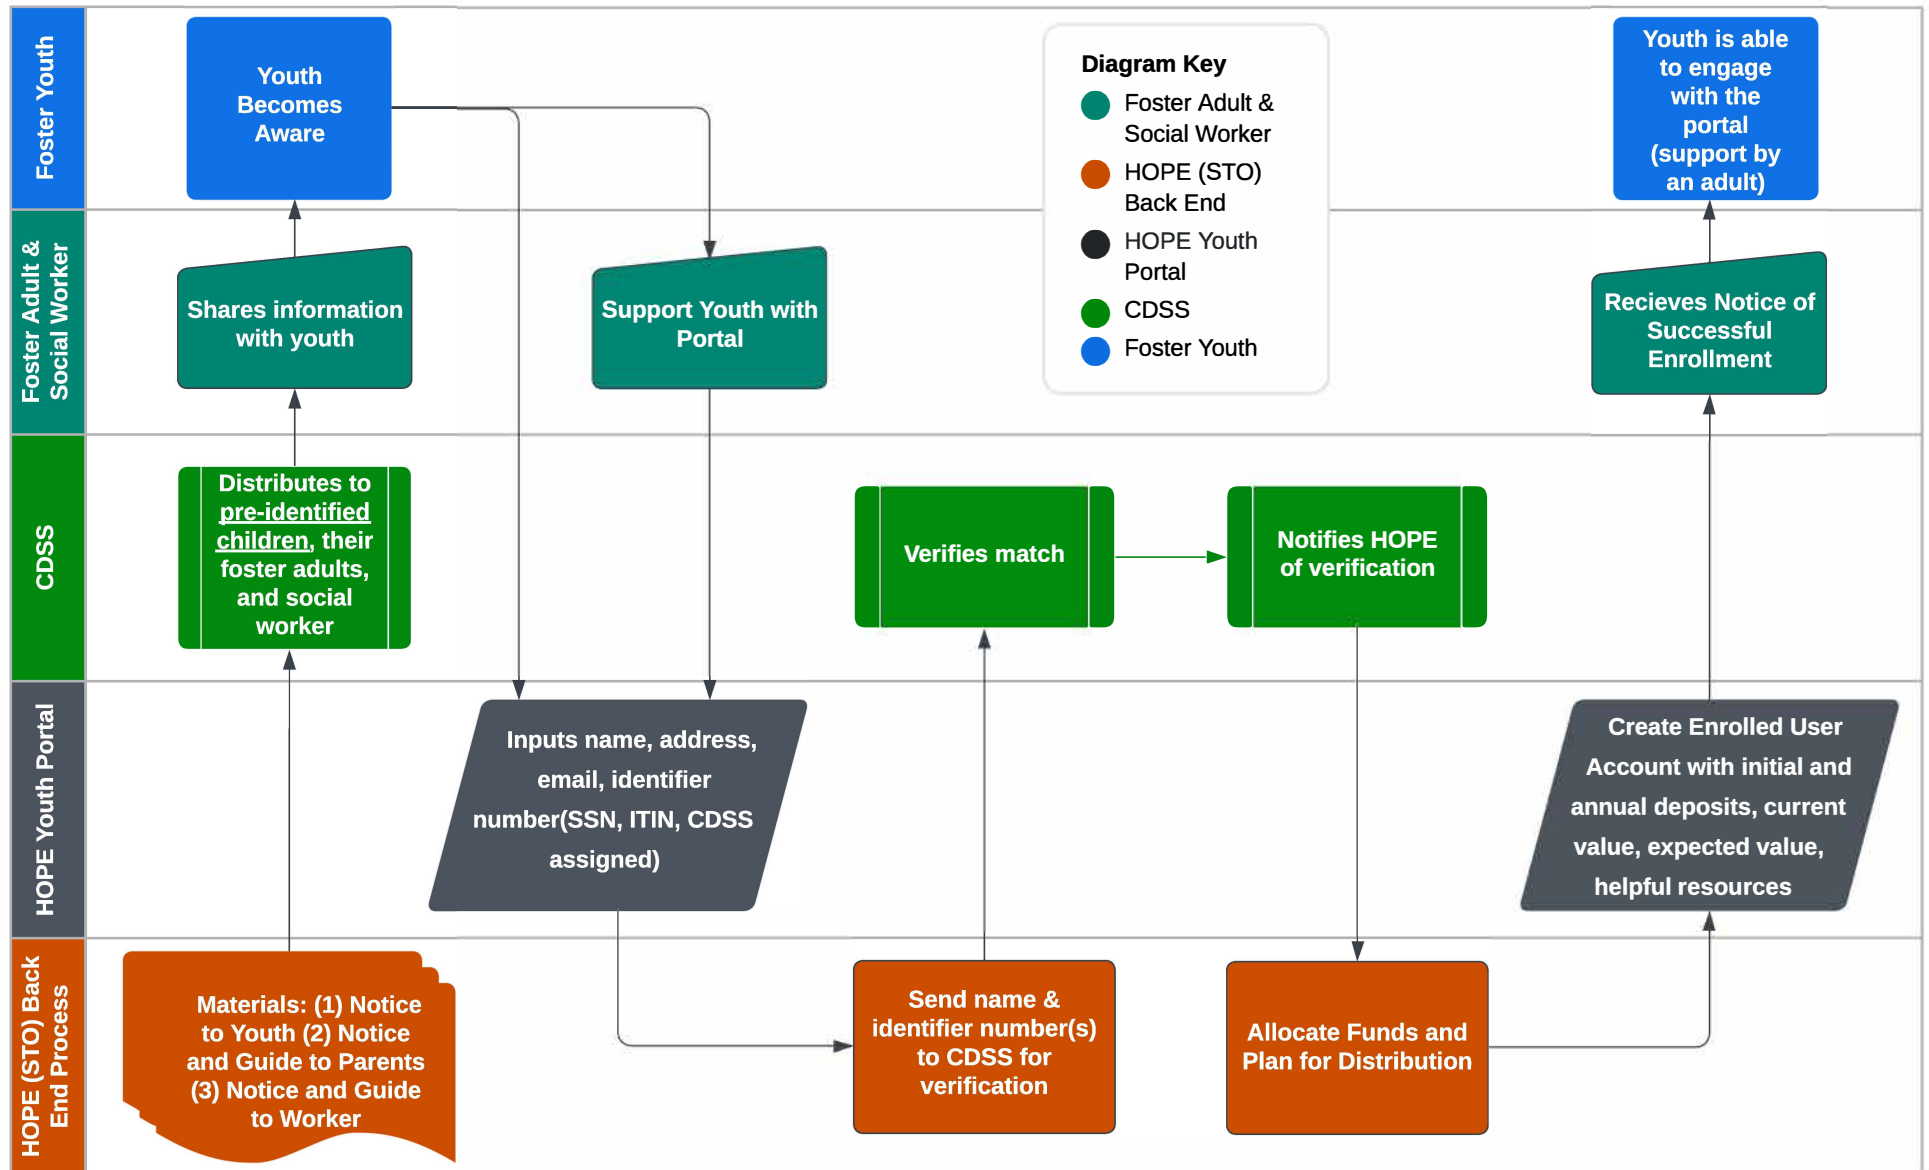 Foster Youth
Youth
Becomes
Aware
Diagram Key
Foster Adult &
Social Worker
HOPE (STO)
Back End
HOPE Youth
Portal
CDSS
Foster Youth
Youth is able
to engage
with the
portal
(support by
an adult)
Foster Adult &
Social Worker
Shares information
with youth
Support Youth with
Portal
Recieves Notice of
Successful
Enrollment
CDSS
Distributes to
pre-identified
children, their
foster adults,
and social
worker
Verifies match
Notifies HOPE
of verification
HOPE Youth Portal
Inputs name, address,
email, identifier
number(SSN, ITIN, CDSS
assigned)
Create Enrolled User
Account with initial and
annual deposits, current
value, expected value,
helpful resources
HOPE (STO) Back
End Process
Materials: (1) Notice
to Youth (2) Notice
and Guide to Parents
(3) Notice and Guide
to Worker
Send name &
identifier number(s)
to CDSS for
verification
Allocate Funds and
Plan for Distribution